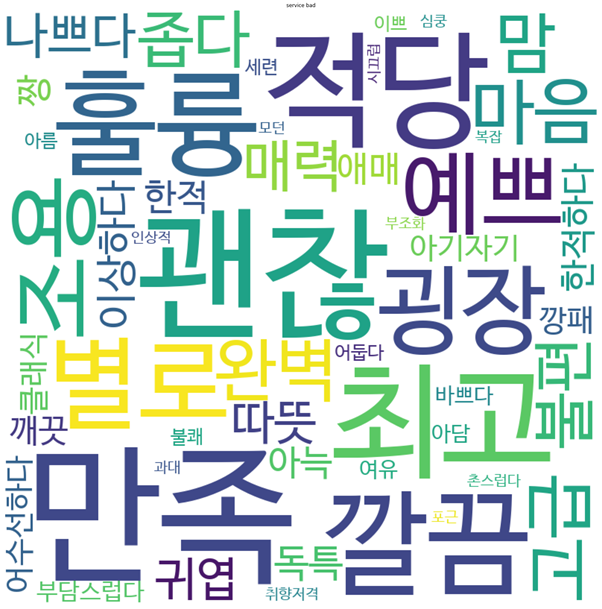 service bad
나쁘다
좁다
이쁘
심쿵
적당
맘
마음
짱
훌륭
세련
시끄럽
아름
모던
복잡
매력
애매
예쁘
조용
이상하다
한적
인상적
괜찮
부조화
아기자기
한적하다
굉장
깡패
클래식
별로
완벽
어둡다
최고
바쁘다
불편
깨끗
따뜻
불쾌
아늑
아담
여유
어수선하다
만족
과대
깔끔
촌스럽다
포근
고급
부담스럽다
귀엽
독특
취향저격